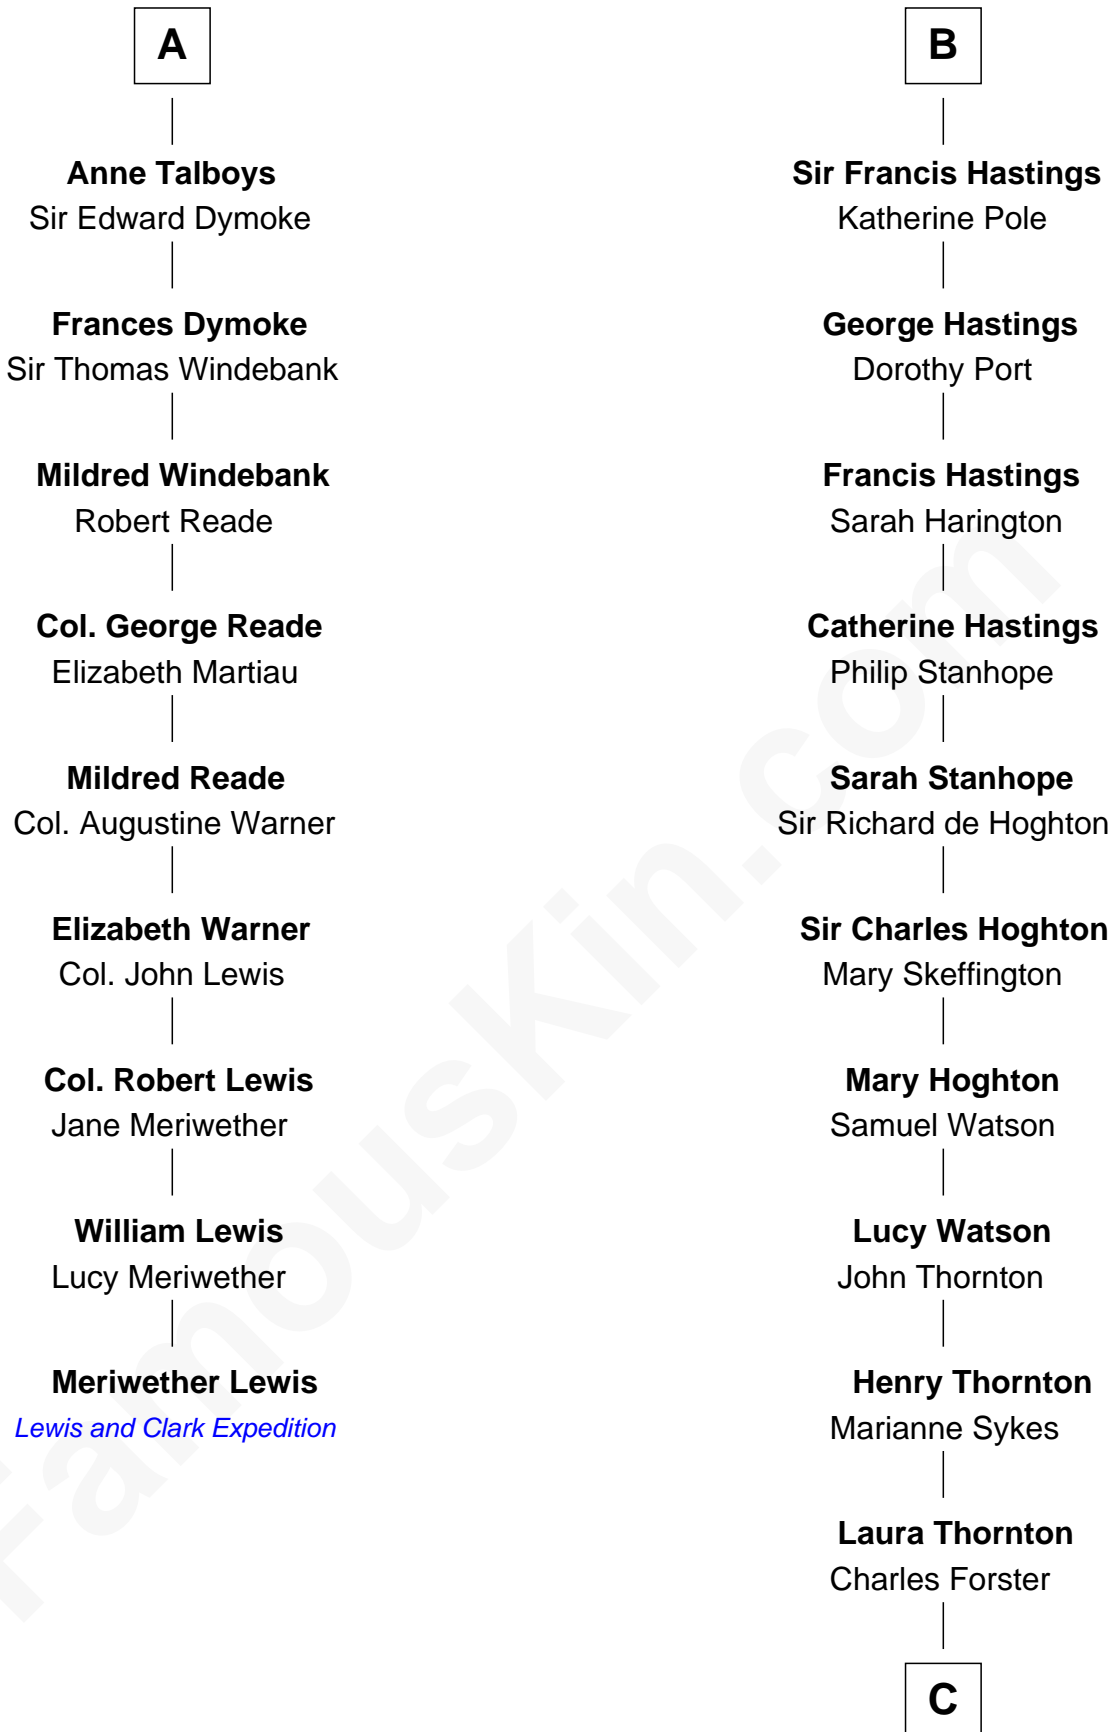 A
Anne Talboys
Sir Edward Dymoke
Frances Dymoke
Sir Thomas Windebank
Mildred Windebank
Robert Reade
Col. George Reade
Elizabeth Martiau
Mildred Reade
Col. Augustine Warner
Elizabeth Warner
Col. John Lewis
Col. Robert Lewis
Jane Meriwether
William Lewis
Lucy Meriwether
Meriwether Lewis
Lewis and Clark Expedition
B
Sir Francis Hastings
Katherine Pole
George Hastings
Dorothy Port
Francis Hastings
Sarah Harington
Catherine Hastings
Philip Stanhope
Sarah Stanhope
Sir Richard de Hoghton
Sir Charles Hoghton
Mary Skeffington
Mary Hoghton
Samuel Watson
Lucy Watson
John Thornton
Henry Thornton
Marianne Sykes
Laura Thornton
Charles Forster
C
FamousKin.com